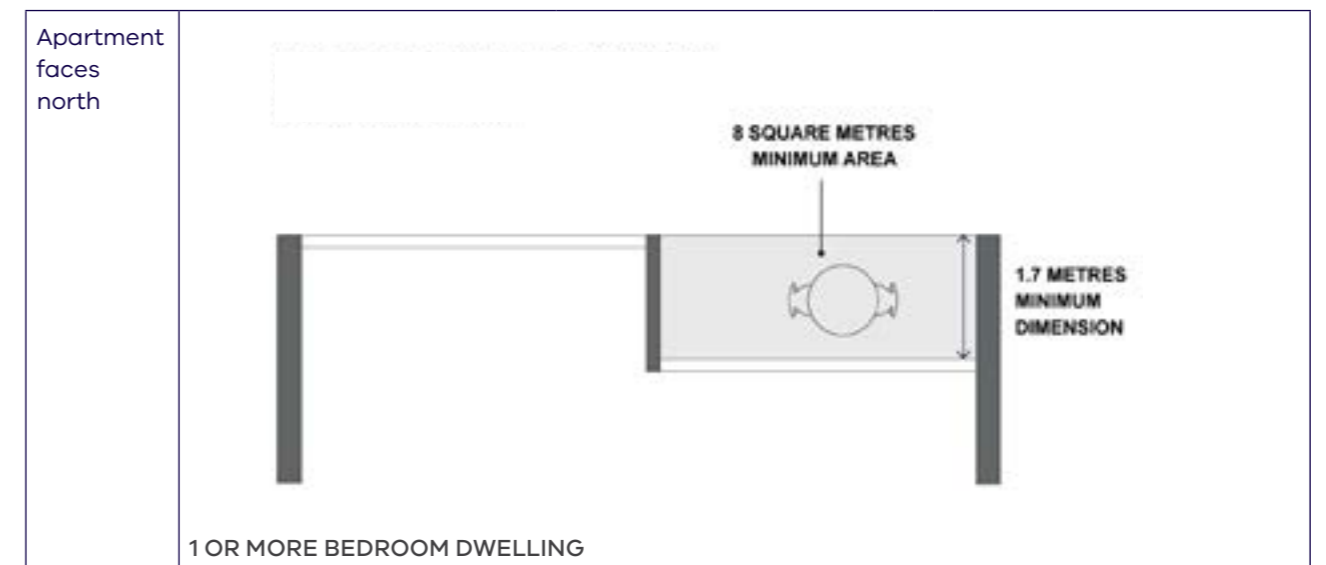 Apartment
faces
north
8 SQUARE METRES
MINIMUM AREA
1.7 METRES
MINIMUM
DIMENSION
1 OR MORE BEDROOM DWELLING